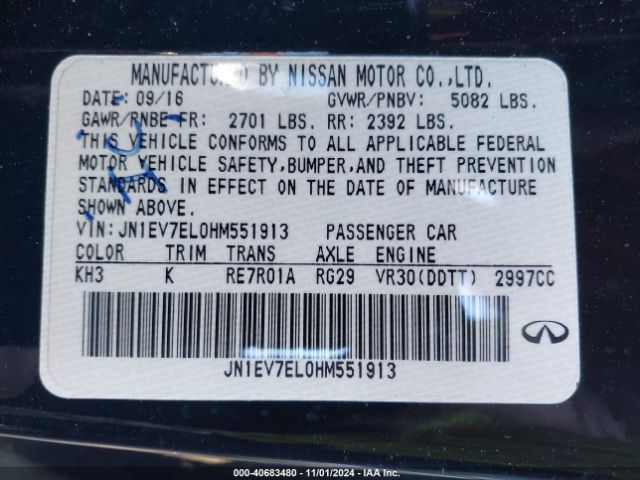 MANUFACTURED BY NISSAN MOTOR CO.,LTD.
DATE: 09/16 GVWR/PNBV: 5082 LBS.
GAWR/PNBE FR: 2701 LBS. RR: 2392 LBS.
THIS VEHICLE CONFORMS TO ALL APPLICABLE FEDERAL
MOTOR VEHICLE SAFETY,BUMPER,AND THEFT PREVENTION
STANDARDS IN EFFECT ON THE DATE OF MANUFACTURE
SHOWN ABOVE.
VIN:JN1EV7EL0HM551913 PASSENGER CAR
COLOR TRIM TRANS AXLE ENGINE
KH3 K RE7R01A RG29 VR30(DDTT) 2997CC
JN1EV7EL0HM551913
000-40683480 - 11/01/2024 - IAA Inc.